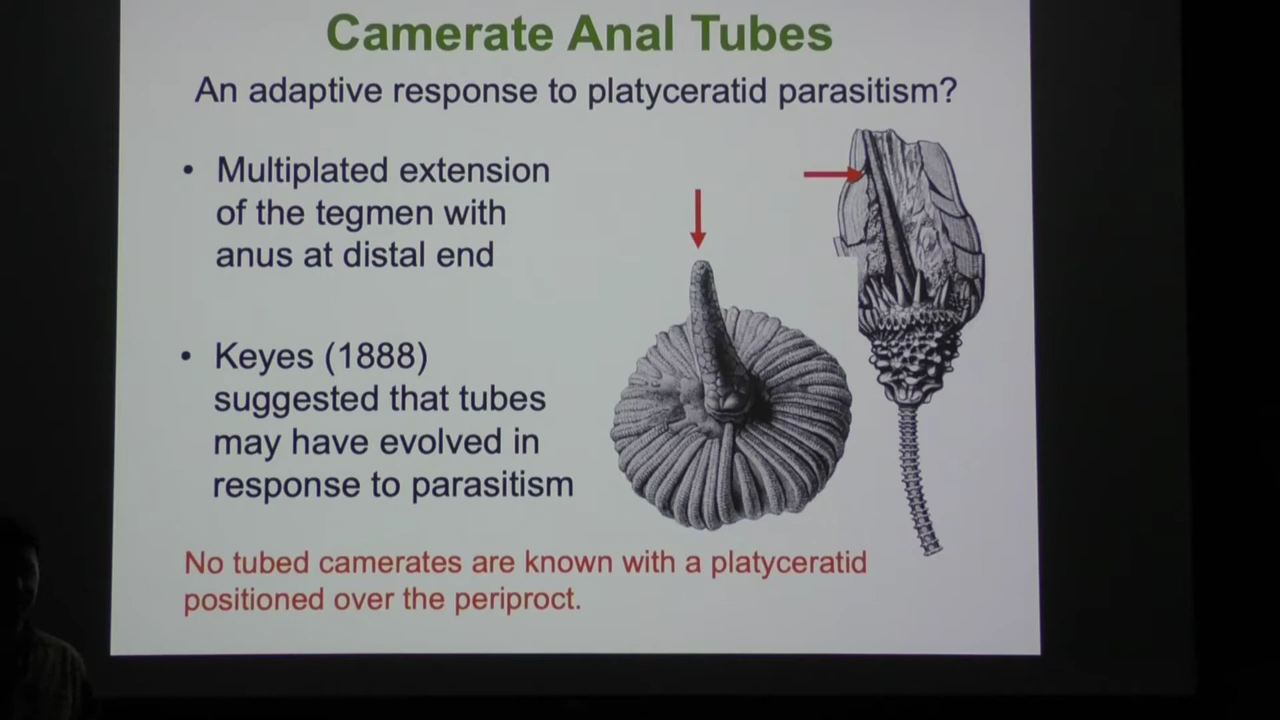 Camerate Anal Tubes
An adaptive response to platyceratid parasitism?
• Multiplated extension
of the tegmen with
anus at distal end
• Keyes (1888)
suggested that tubes
may have evolved in
response to parasitism
No tubed camerates are known with a platyceratid
positioned over the periproct.